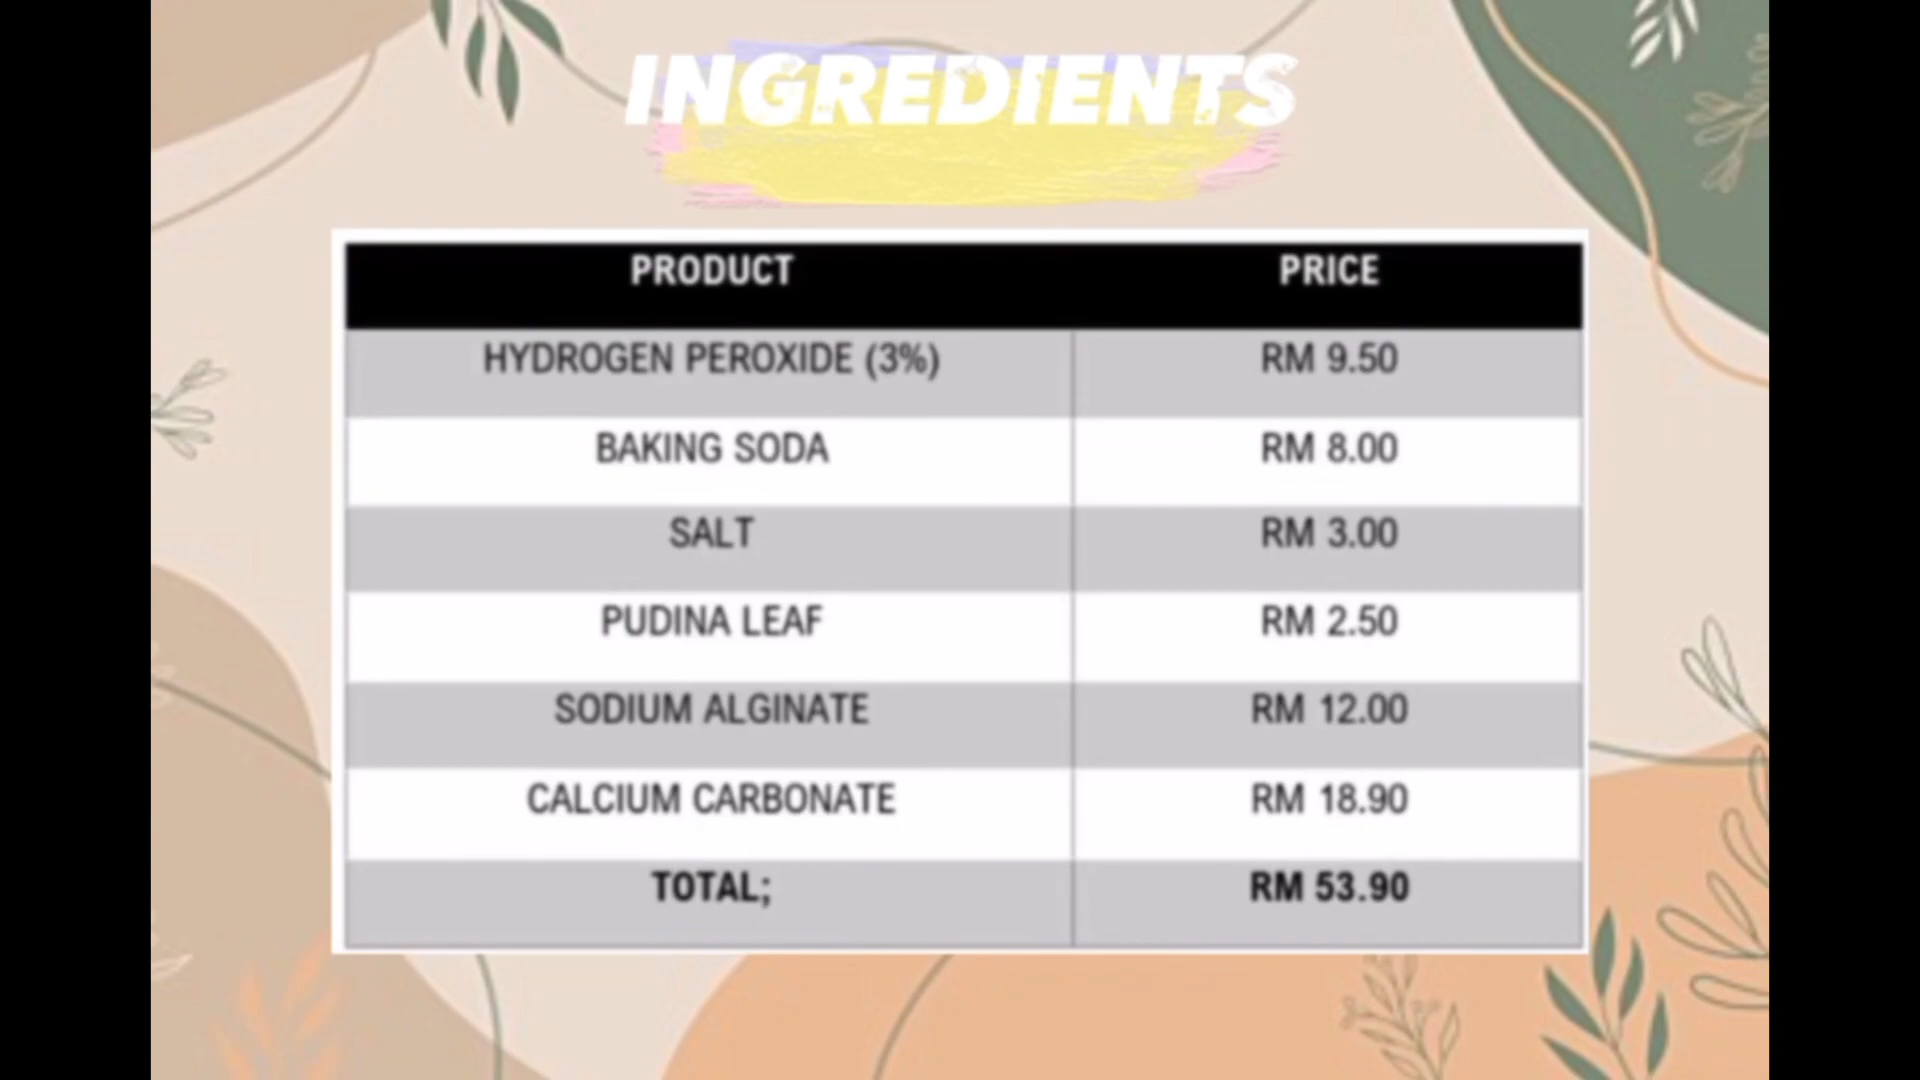 INGREDIENTS
PRODUCT PRICE
HYDROGEN PEROXIDE (3%) RM 9.50
BAKING SODA RM 8.00
SALT RM 3.00
PUDINA LEAF RM 2.50
SODIUM ALGINATE RM 12.00
CALCIUM CARBONATE RM 18.90
TOTAL; RM 53.90